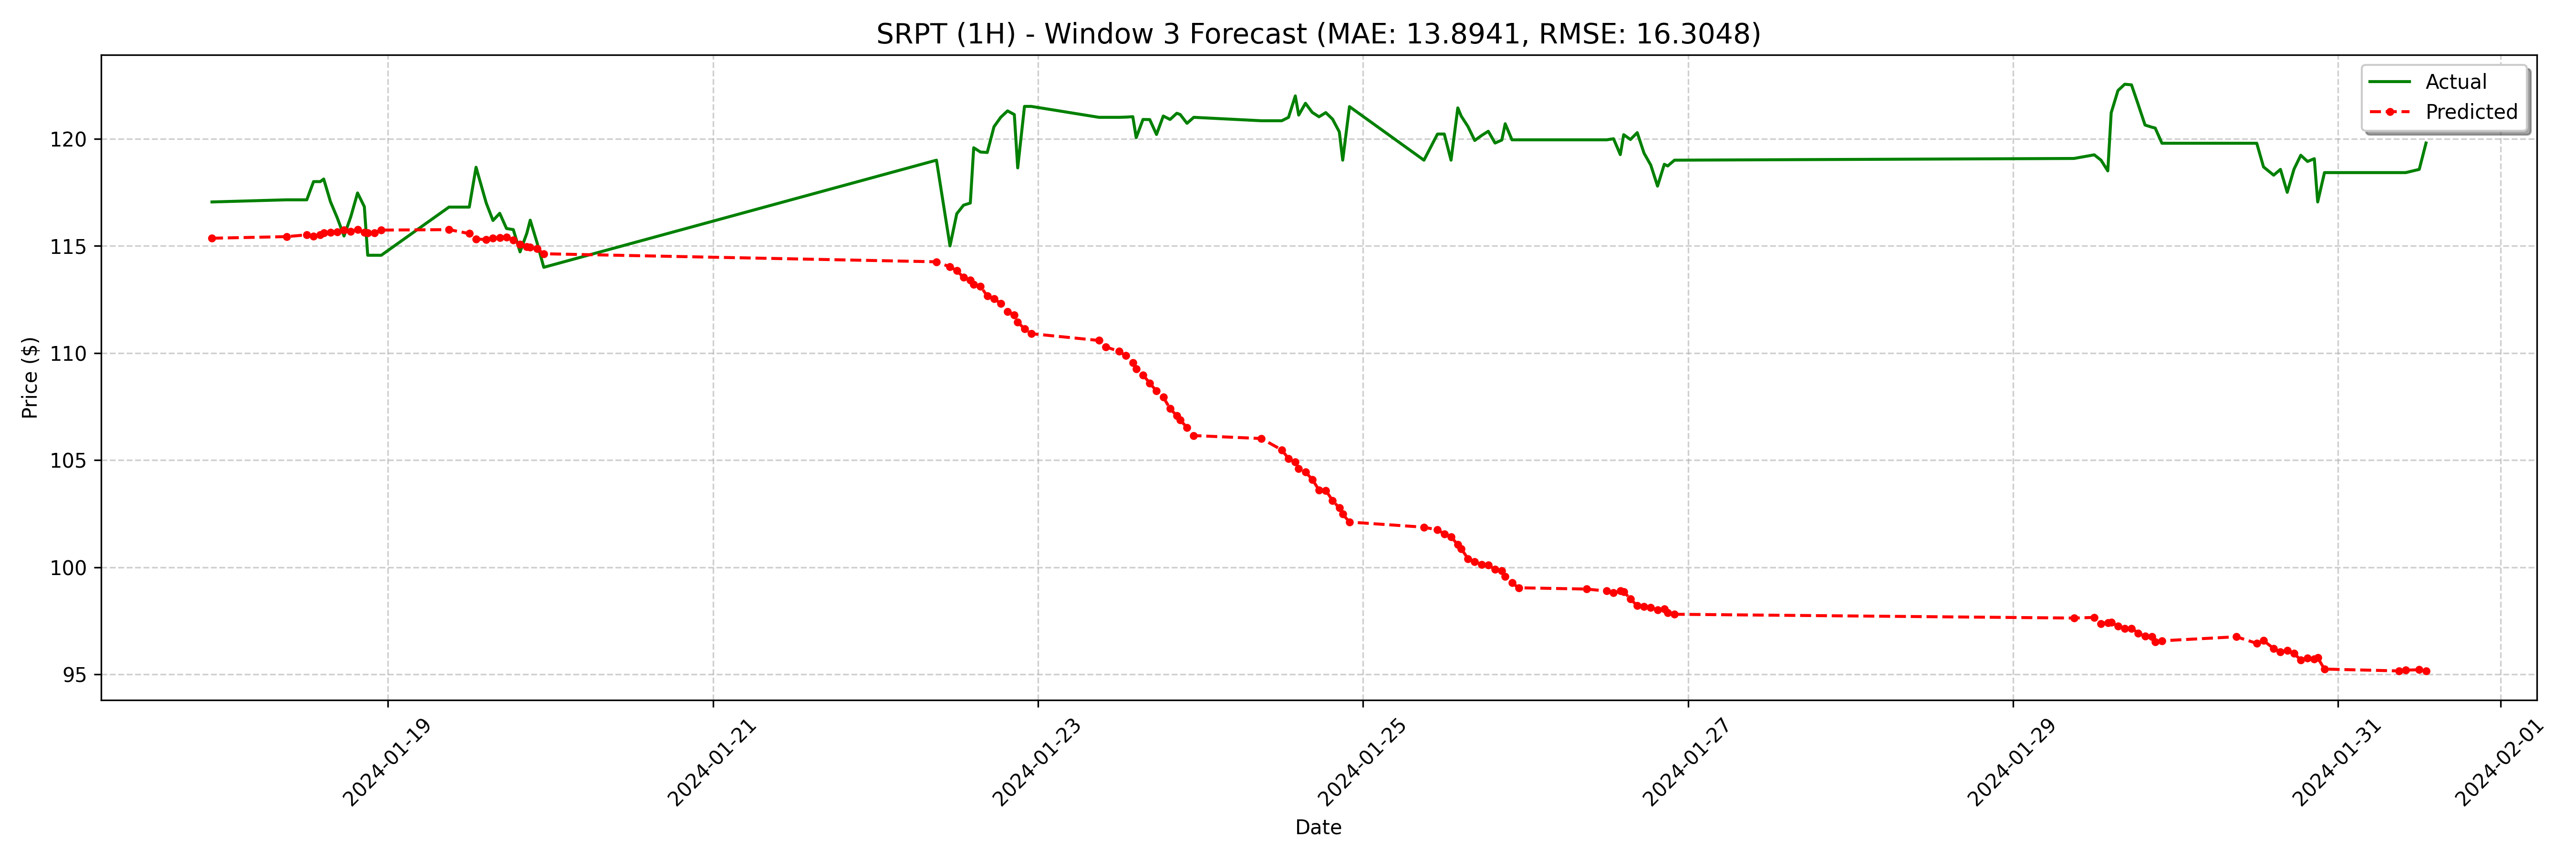 SRPT (1H) - Window 3 Forecast (MAE: 13.8941, RMSE: 16.3048)
Actual
Predicted
Price ($)
120
115
110
105
100
95
2024-01-19
2024-01-21
2024-01-23
2024-01-25
2024-01-27
2024-01-29
2024-01-31
2024-02-01
Date